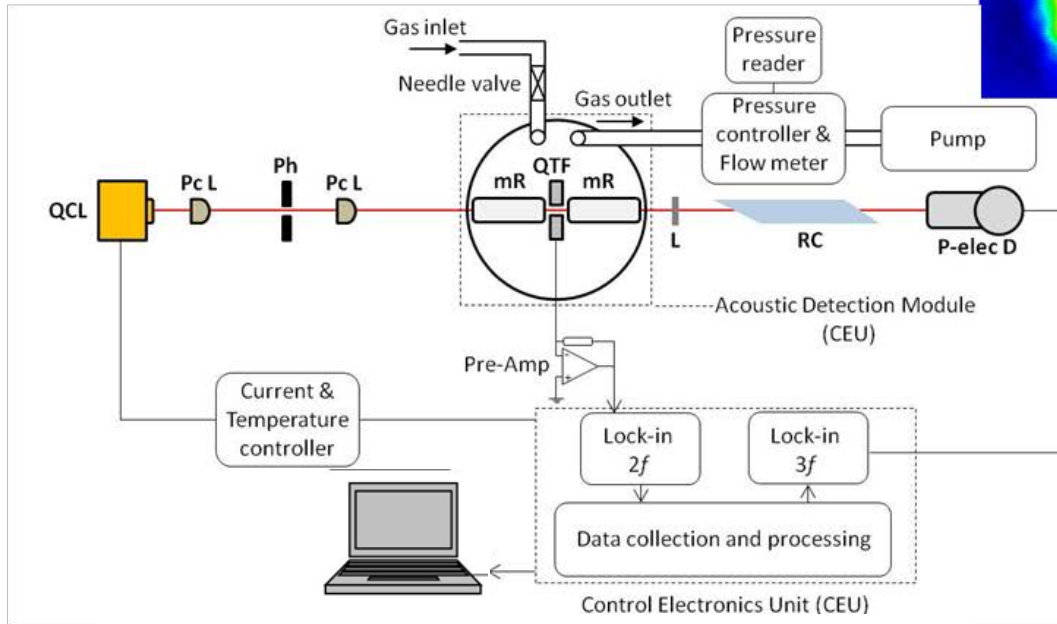 Gas inlet
Needle valve
Gas outlet
Pressure
reader
Pressure
controller &
Flow meter
Pump
QCL
Pc L
Ph
Pc L
mR
QTF
mR
L
RC
P-elec D
Acoustic Detection Module
(CEU)
Pre-Amp
Current &
Temperature
controller
Lock-in
2f
Lock-in
3f
Data collection and processing
Control Electronics Unit (CEU)